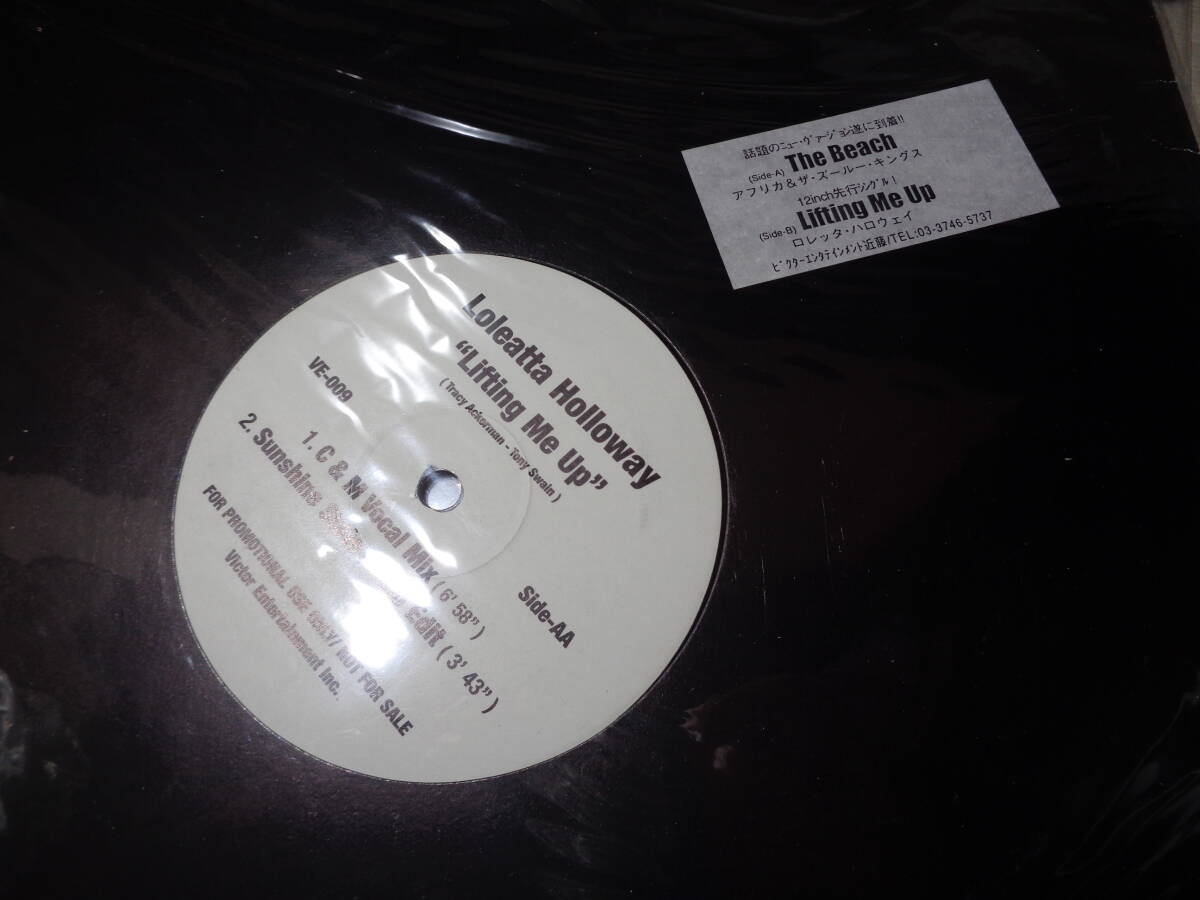 Loleatta Holloway
"Lifting Me Up"
( Tracy Ackerman - Tony Swain )
VE-009
Side-AA
1. C & M Vocal Mix ( 6' 58" )
2. Sunshine Edit ( 3' 43" )
FOR PROMOTIONAL USE ONLY/ NOT FOR SALE
Victor Entertainment Inc.
話題のニュー・ヴァージョン遂に到着!!
(Side-A) The Beach
アフリカ&ザ・ズールー・キングス
12inch先行シングル!
(Side-B) Lifting Me Up
ロレッタ・ハロウェイ
ビクターエンタテインメント近藤/TEL:03-3746-5737